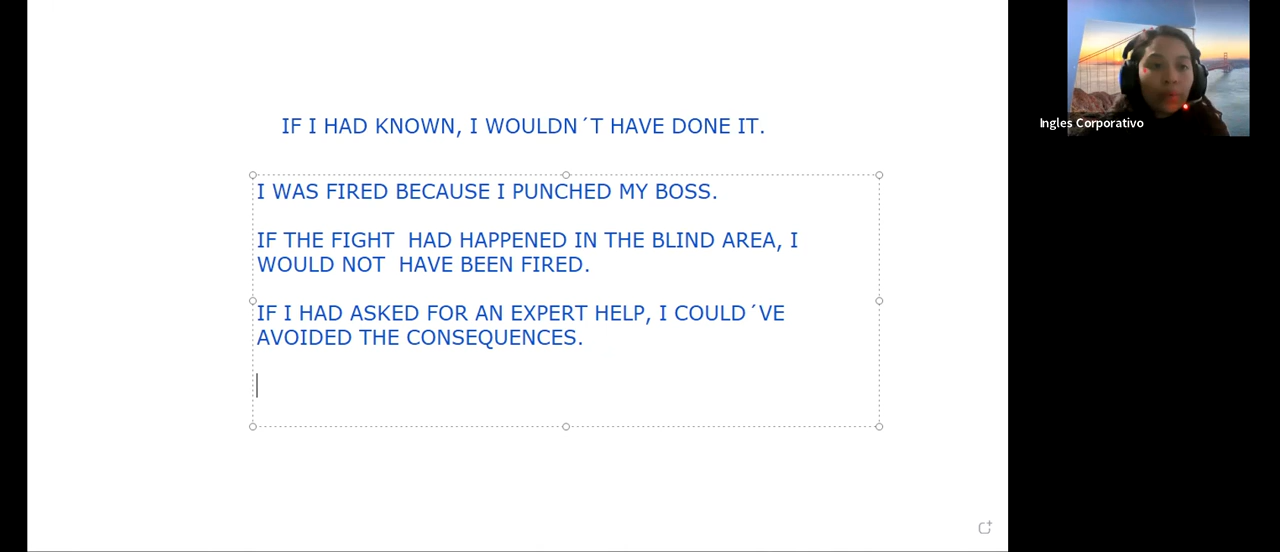 IF I HAD KNOWN, I WOULDN´T HAVE DONE IT.
I WAS FIRED BECAUSE I PUNCHED MY BOSS.
IF THE FIGHT  HAD HAPPENED IN THE BLIND AREA, I
WOULD NOT  HAVE BEEN FIRED.
IF I HAD ASKED FOR AN EXPERT HELP, I COULD´VE
AVOIDED THE CONSEQUENCES.
Ingles Corporativo